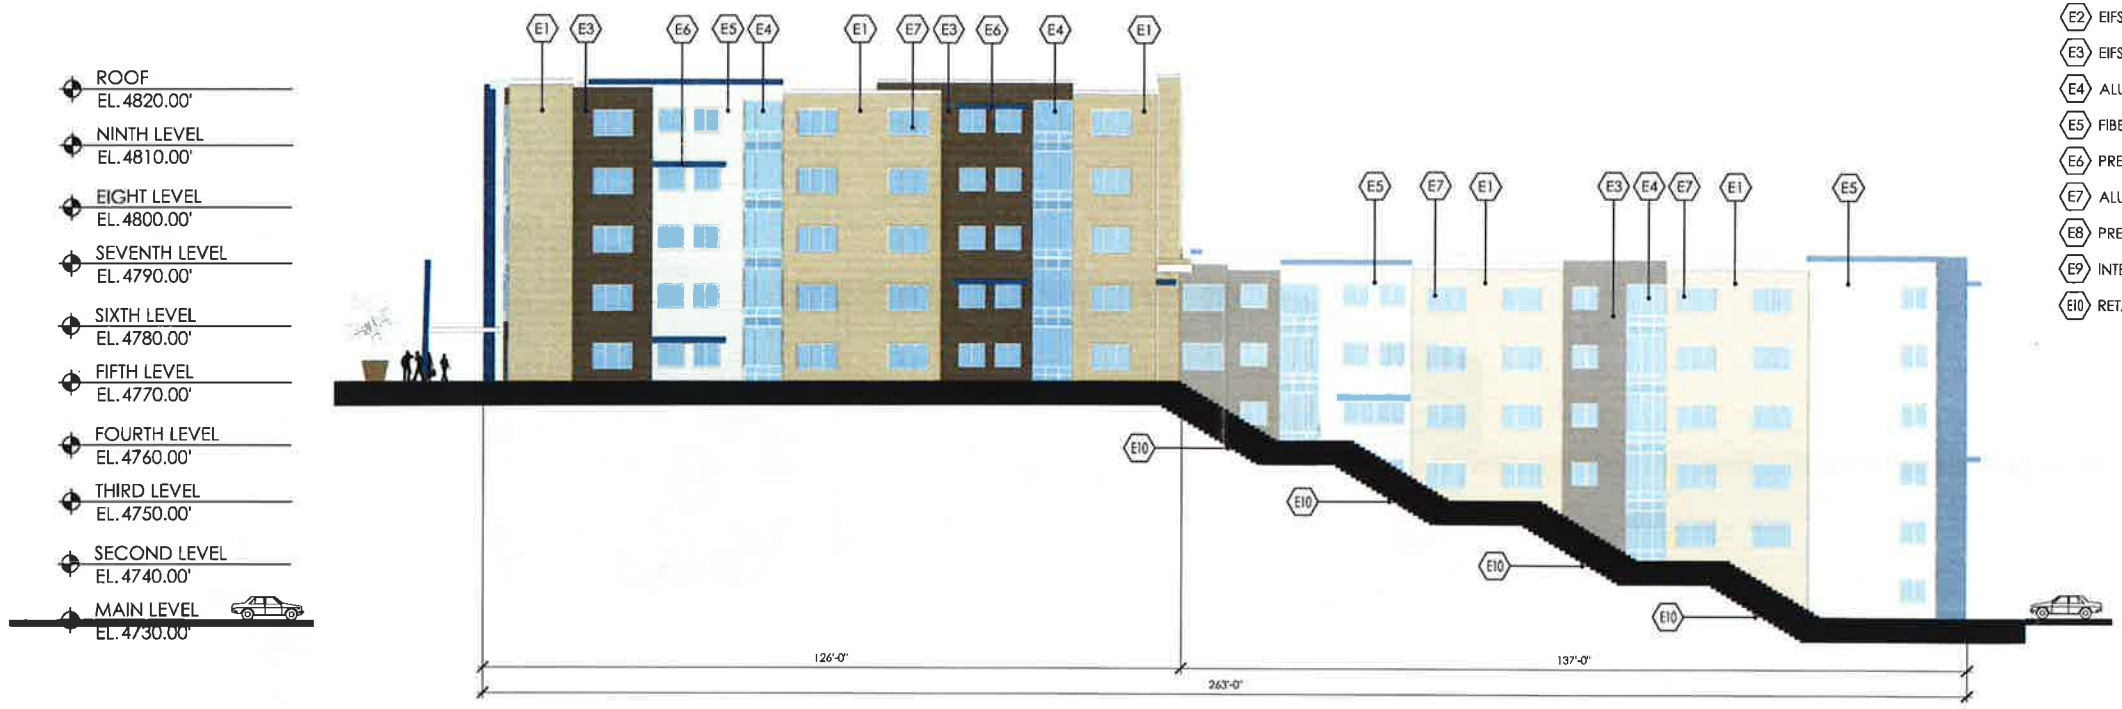 E1 E3 E6 E5 E4 E1 E7 E3 E6 E4 E1
E2 EIFS
E3 EIFS
E4 ALU
E5 FIBE
E6 PRE
E7 ALU
E8 PRE
E9 INTE
E10 RET
ROOF
EL. 4820.00'
NINTH LEVEL
EL. 4810.00'
EIGHT LEVEL
EL. 4800.00'
SEVENTH LEVEL
EL. 4790.00'
SIXTH LEVEL
EL. 4780.00'
FIFTH LEVEL
EL. 4770.00'
FOURTH LEVEL
EL. 4760.00'
THIRD LEVEL
EL. 4750.00'
SECOND LEVEL
EL. 4740.00'
MAIN LEVEL
EL. 4730.00'
E5 E7 E1 E3 E4 E7 E1 E5
E10
E10
E10
E10
126'-0"
137'-0"
263'-0"